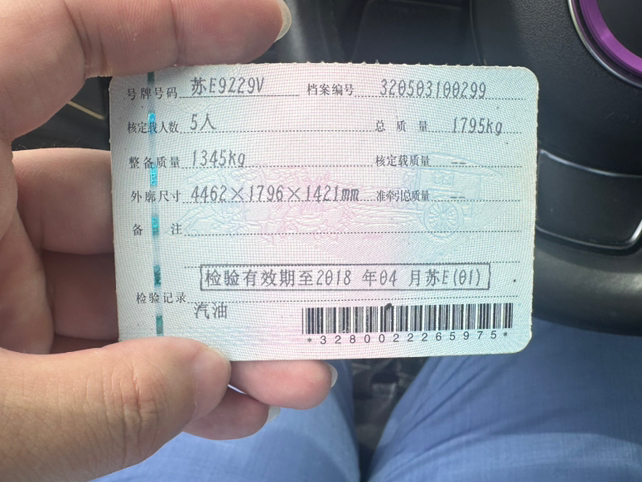 号牌号码 苏E9Z29V 档案编号 320503100299
核定载人数 5人 总质量 1795kg
整备质量 1345kg 核定载质量 --
外廓尺寸 4462×1796×1421mm 准牵引总质量 --
备注
检验有效期至2018 年04 月苏E(01)
检验记录
汽油
*3280022265975*